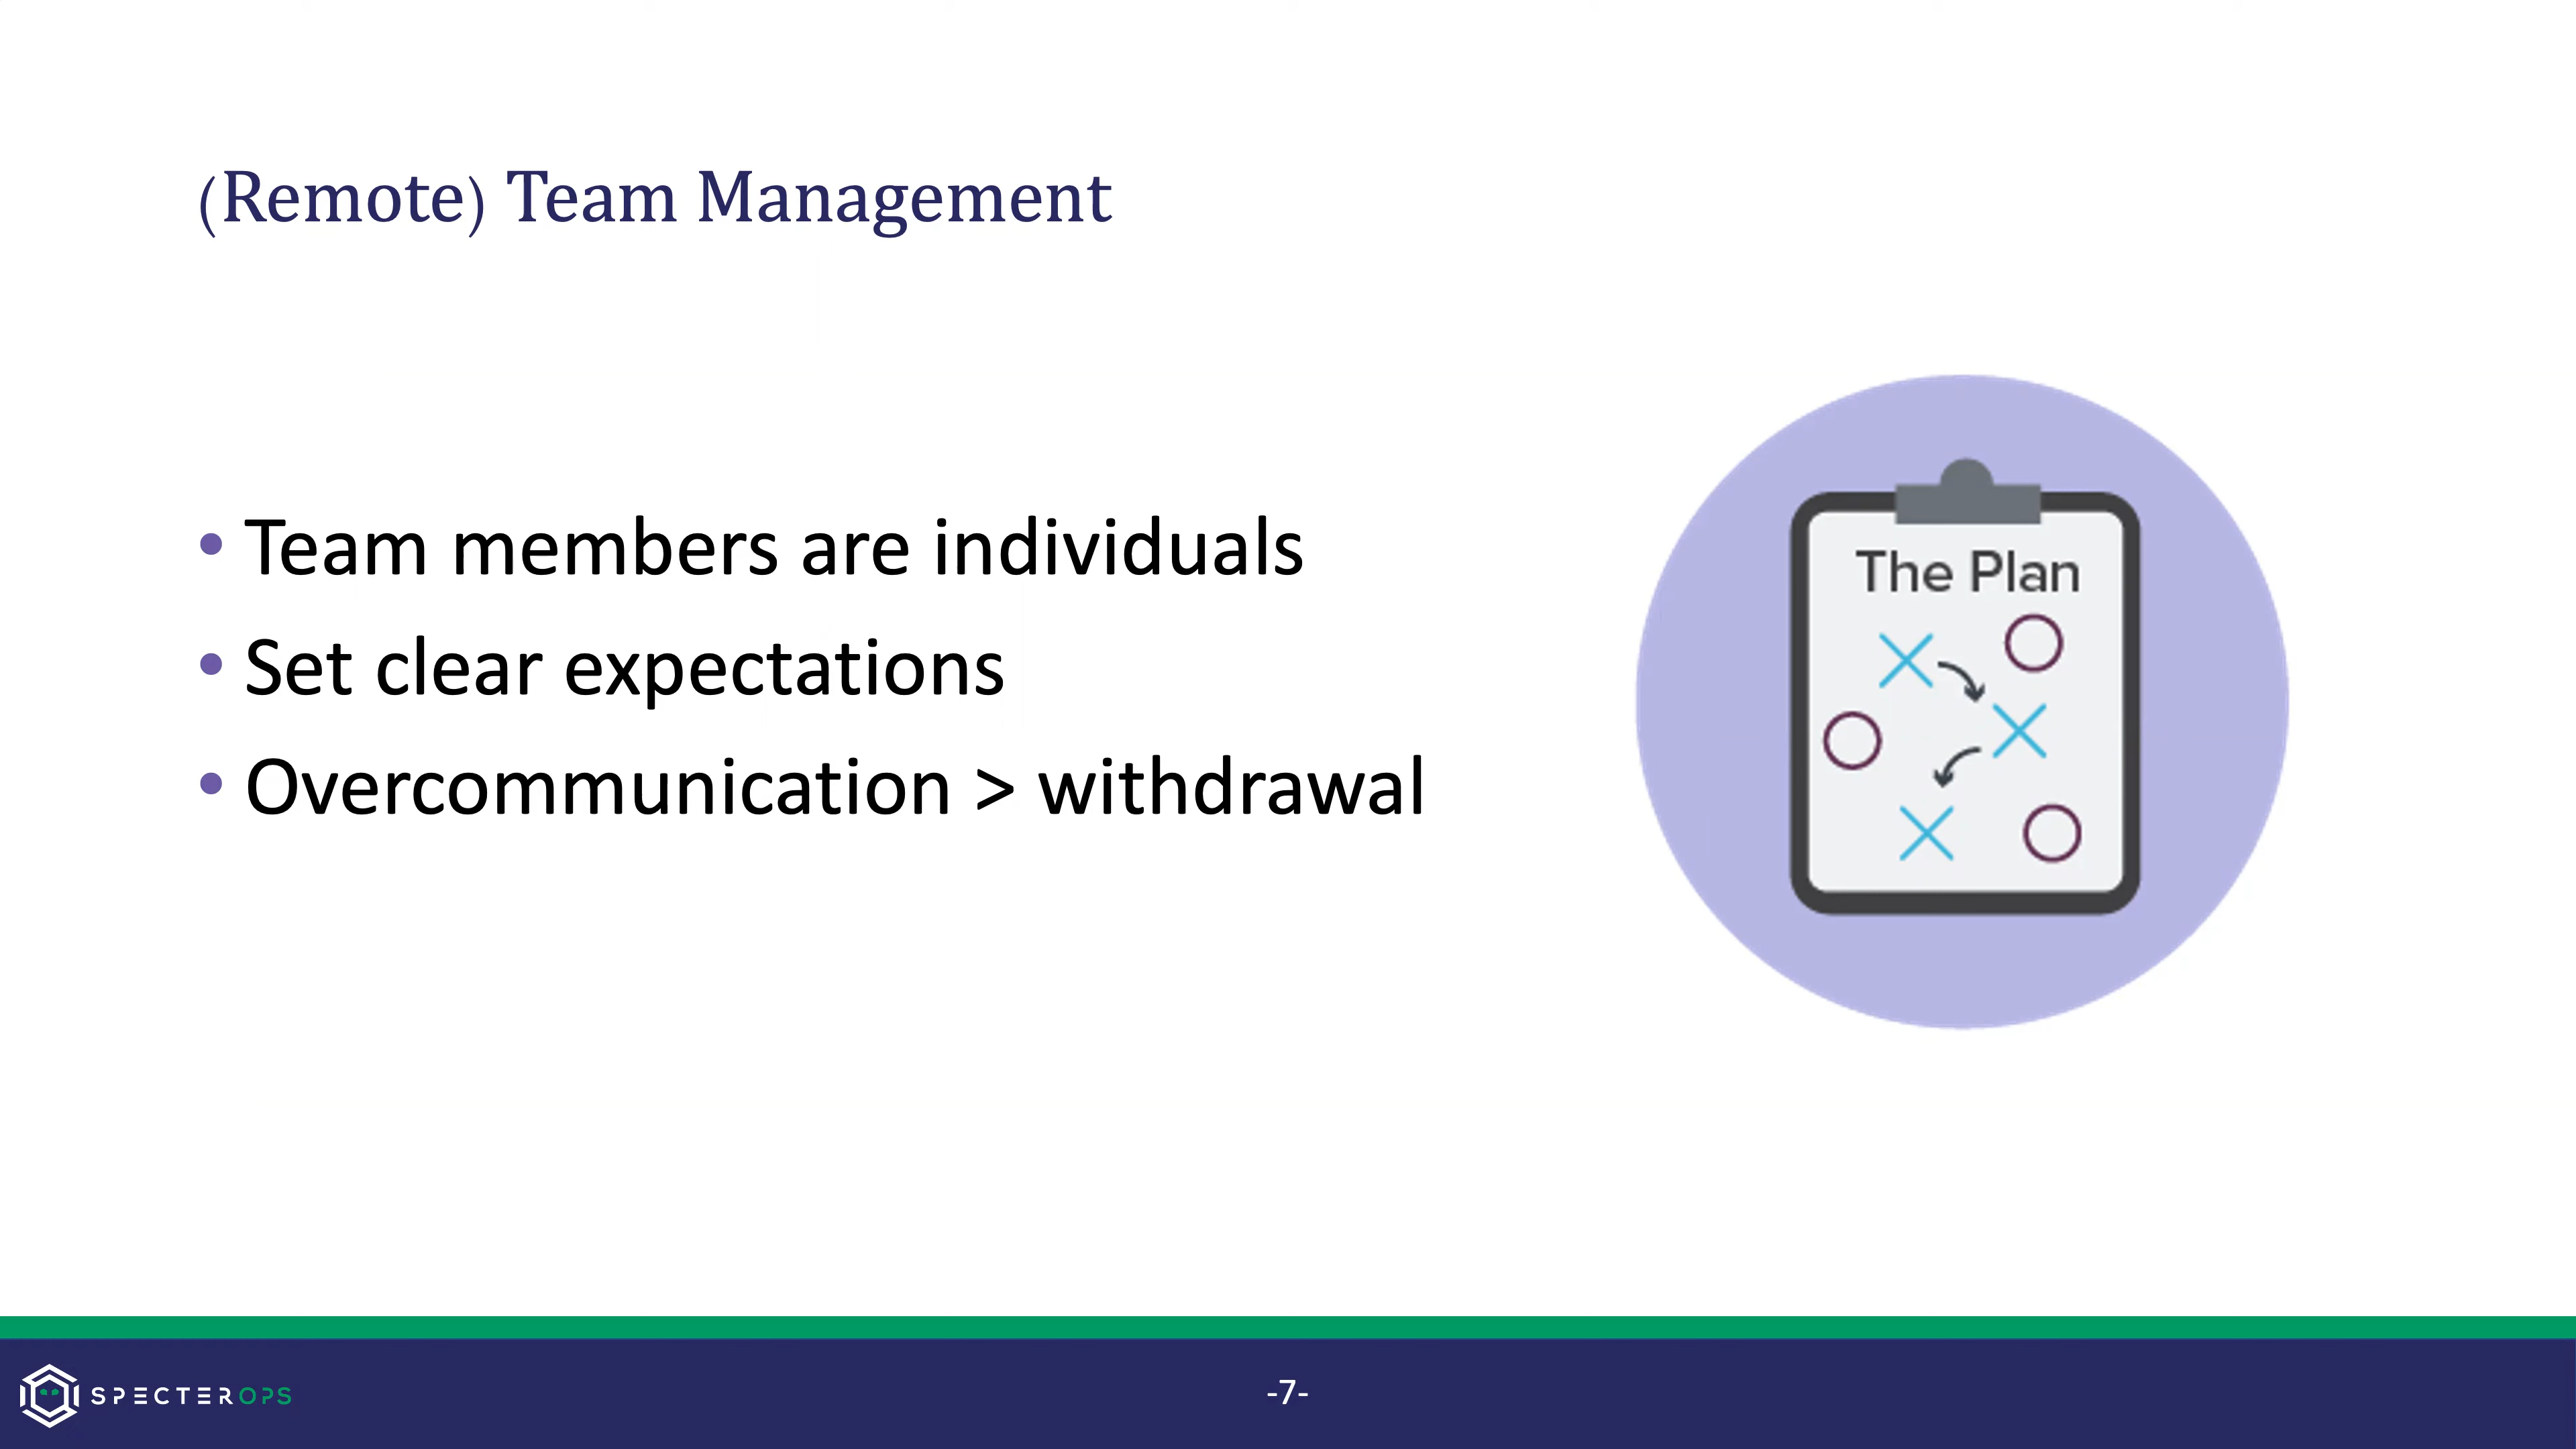 (Remote) Team Management
• Team members are individuals
• Set clear expectations
• Overcommunication > withdrawal
The Plan
SPECTEROPS
-7-